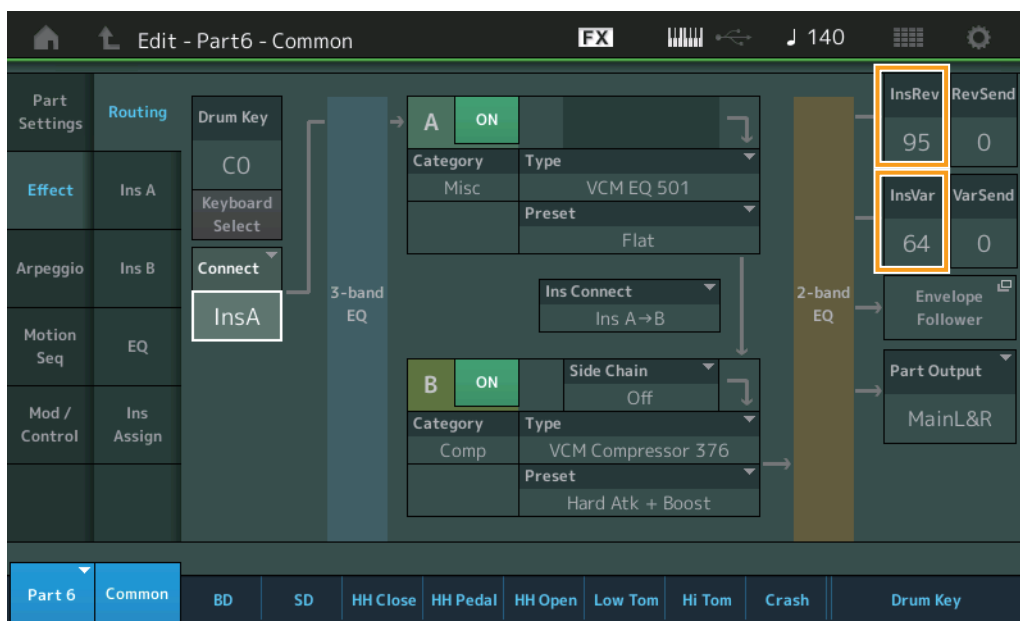 Edit - Part6 - Common
FX
♩ 140
Part
Settings
Effect
Arpeggio
Motion
Seq
Mod /
Control
Routing
Ins A
Ins B
EQ
Ins
Assign
Drum Key
C0
Keyboard
Select
Connect
InsA
3-band
EQ
A
ON
Category
Misc
Type
VCM EQ 501
Preset
Flat
Ins Connect
Ins A→B
B
ON
Side Chain
Off
Category
Comp
Type
VCM Compressor 376
Preset
Hard Atk + Boost
2-band
EQ
InsRev
95
RevSend
0
InsVar
64
VarSend
0
Envelope
Follower
Part Output
MainL&R
Part 6
Common
BD
SD
HH Close
HH Pedal
HH Open
Low Tom
Hi Tom
Crash
Drum Key